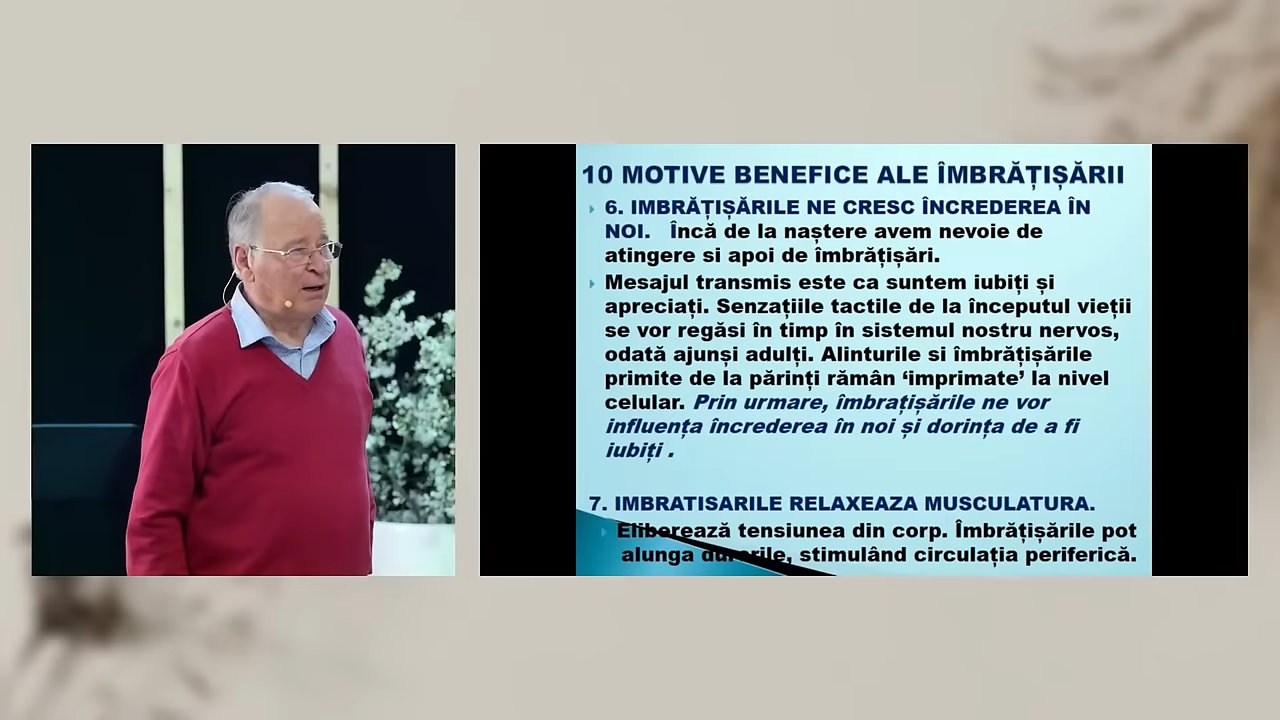 10 MOTIVE BENEFICE ALE ÎMBRĂȚIȘĂRII
6. IMBRĂȚIȘĂRILE NE CRESC ÎNCREDEREA ÎN
NOI. Încă de la naștere avem nevoie de
atingere si apoi de îmbrățișări.
Mesajul transmis este ca suntem iubiți și
apreciați. Senzațiile tactile de la începutul vieții
se vor regăsi în timp în sistemul nostru nervos,
odată ajunși adulți. Alinturile si îmbrățișările
primite de la părinți rămân ‘imprimate’ la nivel
celular. Prin urmare, îmbrațișările ne vor
influența încrederea în noi și dorința de a fi
iubiți .
7. IMBRATISARILE RELAXEAZA MUSCULATURA.
Eliberează tensiunea din corp. Îmbrățișările pot
alunga durerile, stimulând circulația periferică.